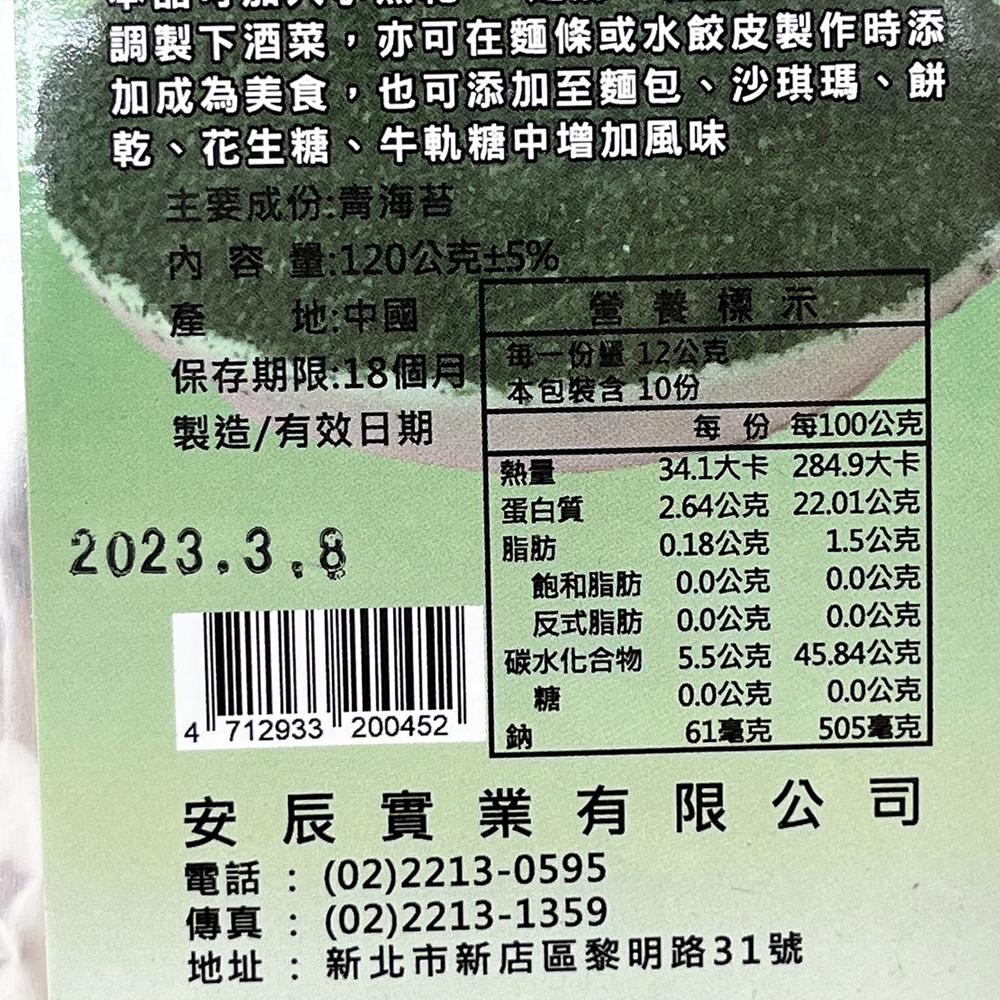 調製下酒菜，亦可在麵條或水餃皮製作時添
加成為美食，也可添加至麵包、沙琪瑪、餅
乾、花生糖、牛軋糖中增加風味
主要成份:青海苔
內容量:120公克±5%
產地:中國
保存期限:18個月
製造/有效日期
2023.3.8
4 712933 200452
營養標示
每一份量 12公克
本包裝含 10份
每份 每100公克
熱量 34.1大卡 284.9大卡
蛋白質 2.64公克 22.01公克
脂肪 0.18公克 1.5公克
飽和脂肪 0.0公克 0.0公克
反式脂肪 0.0公克 0.0公克
碳水化合物 5.5公克 45.84公克
糖 0.0公克 0.0公克
鈉 61毫克 505毫克
安辰實業有限公司
電話：(02)2213-0595
傳真：(02)2213-1359
地址：新北市新店區黎明路31號